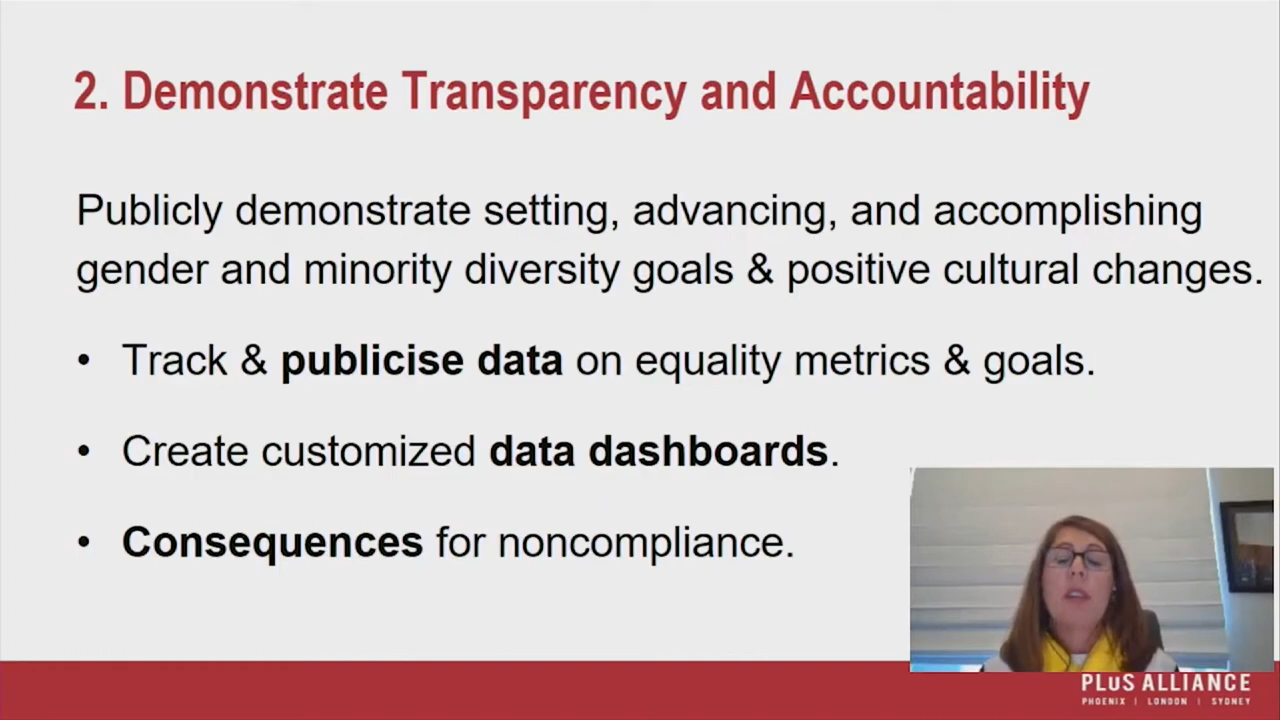 2. Demonstrate Transparency and Accountability
Publicly demonstrate setting, advancing, and accomplishing
gender and minority diversity goals & positive cultural changes.
• Track & publicise data on equality metrics & goals.
• Create customized data dashboards.
• Consequences for noncompliance.
PLuS ALLIANCE
PHOENIX | LONDON | SYDNEY